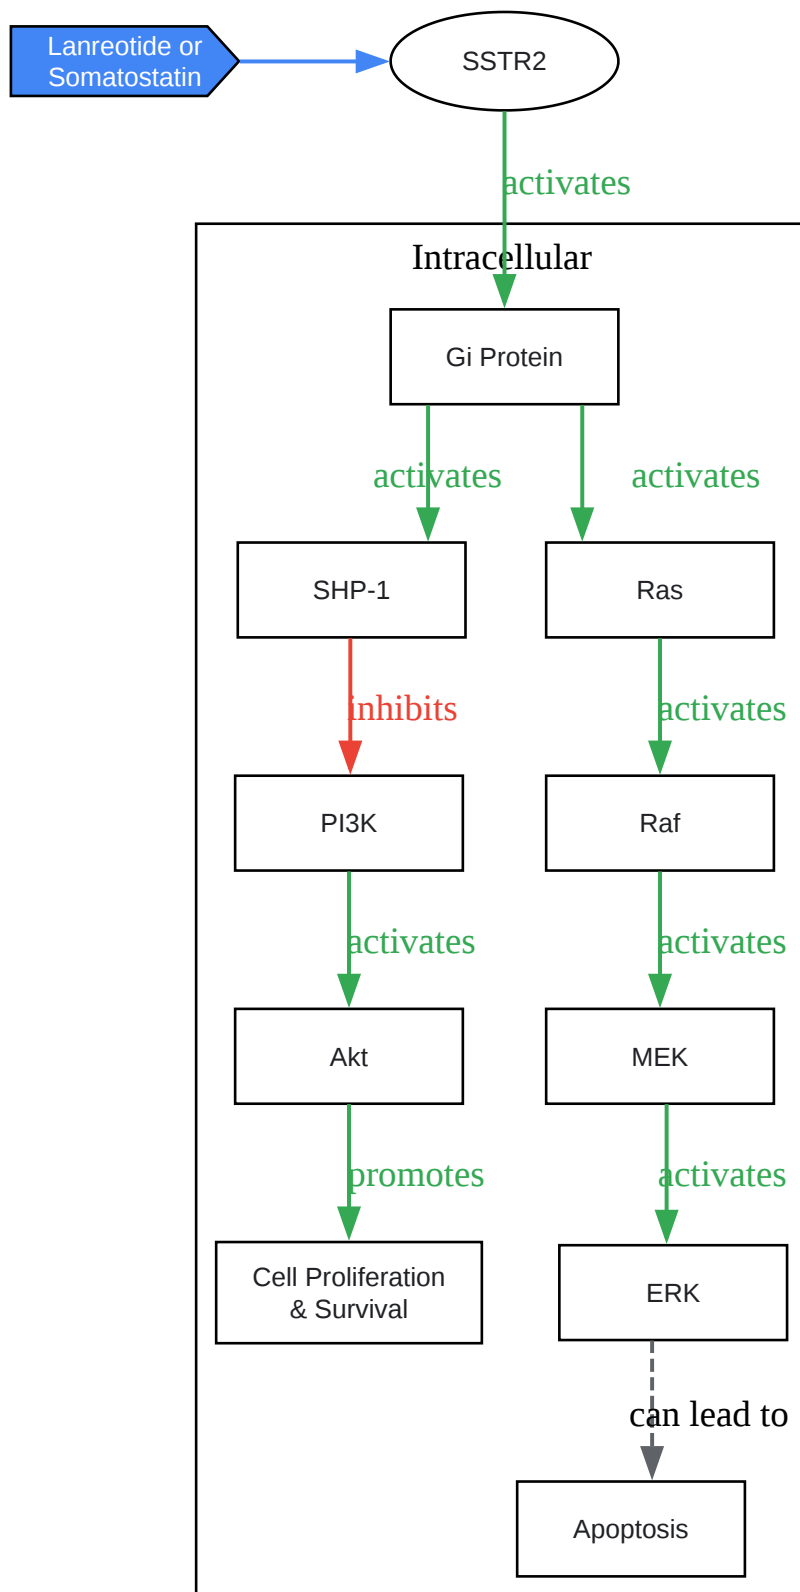 Lanreotide or
Somatostatin
SSTR2
activates
Intracellular
Gi Protein
activates
activates
SHP-1
Ras
inhibits
activates
PI3K
Raf
activates
activates
Akt
MEK
promotes
activates
Cell Proliferation
& Survival
ERK
can lead to
Apoptosis